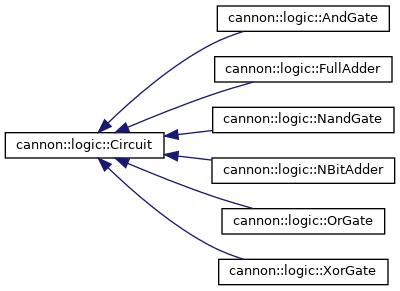 cannon::logic::AndGate
cannon::logic::FullAdder
cannon::logic::NandGate
cannon::logic::Circuit
cannon::logic::NBitAdder
cannon::logic::OrGate
cannon::logic::XorGate